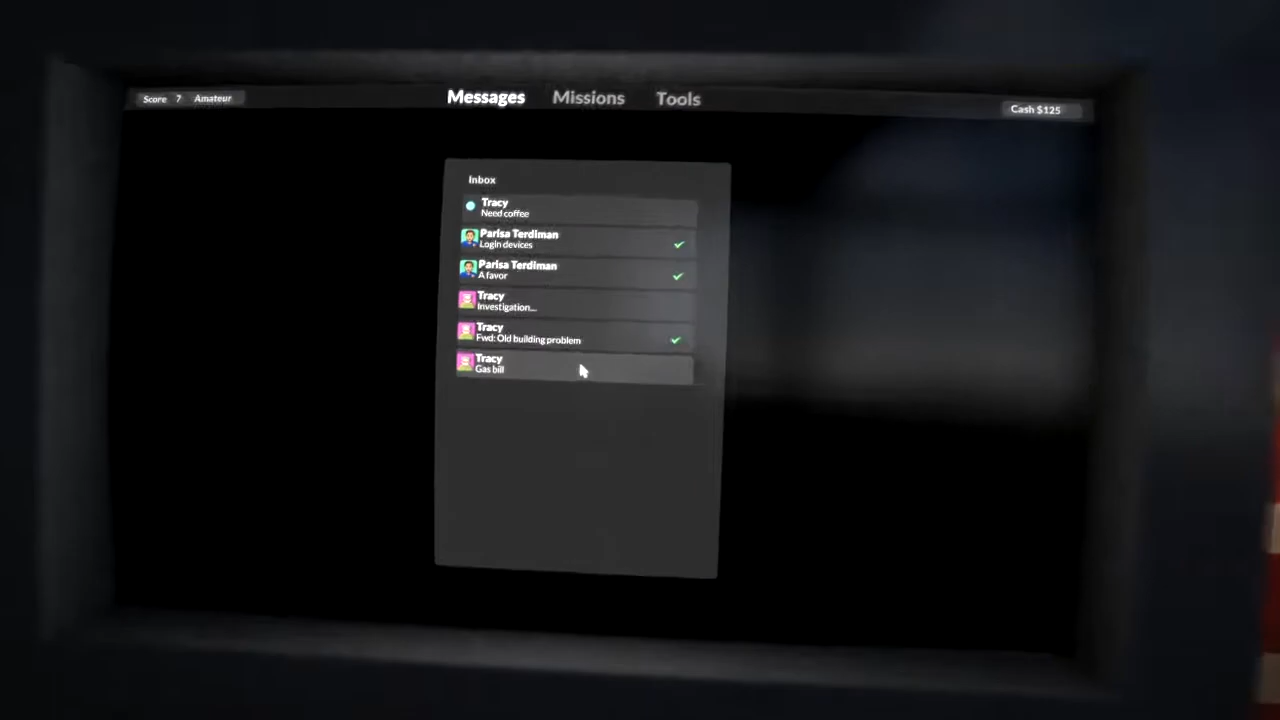 Score 7 Amateur
Messages Missions Tools
Cash $125
Inbox
Tracy
Need coffee
Parisa Terdiman
Login devices
Parisa Terdiman
A favor
Tracy
Investigation...
Tracy
Fwd: Old building problem
Tracy
Gas bill